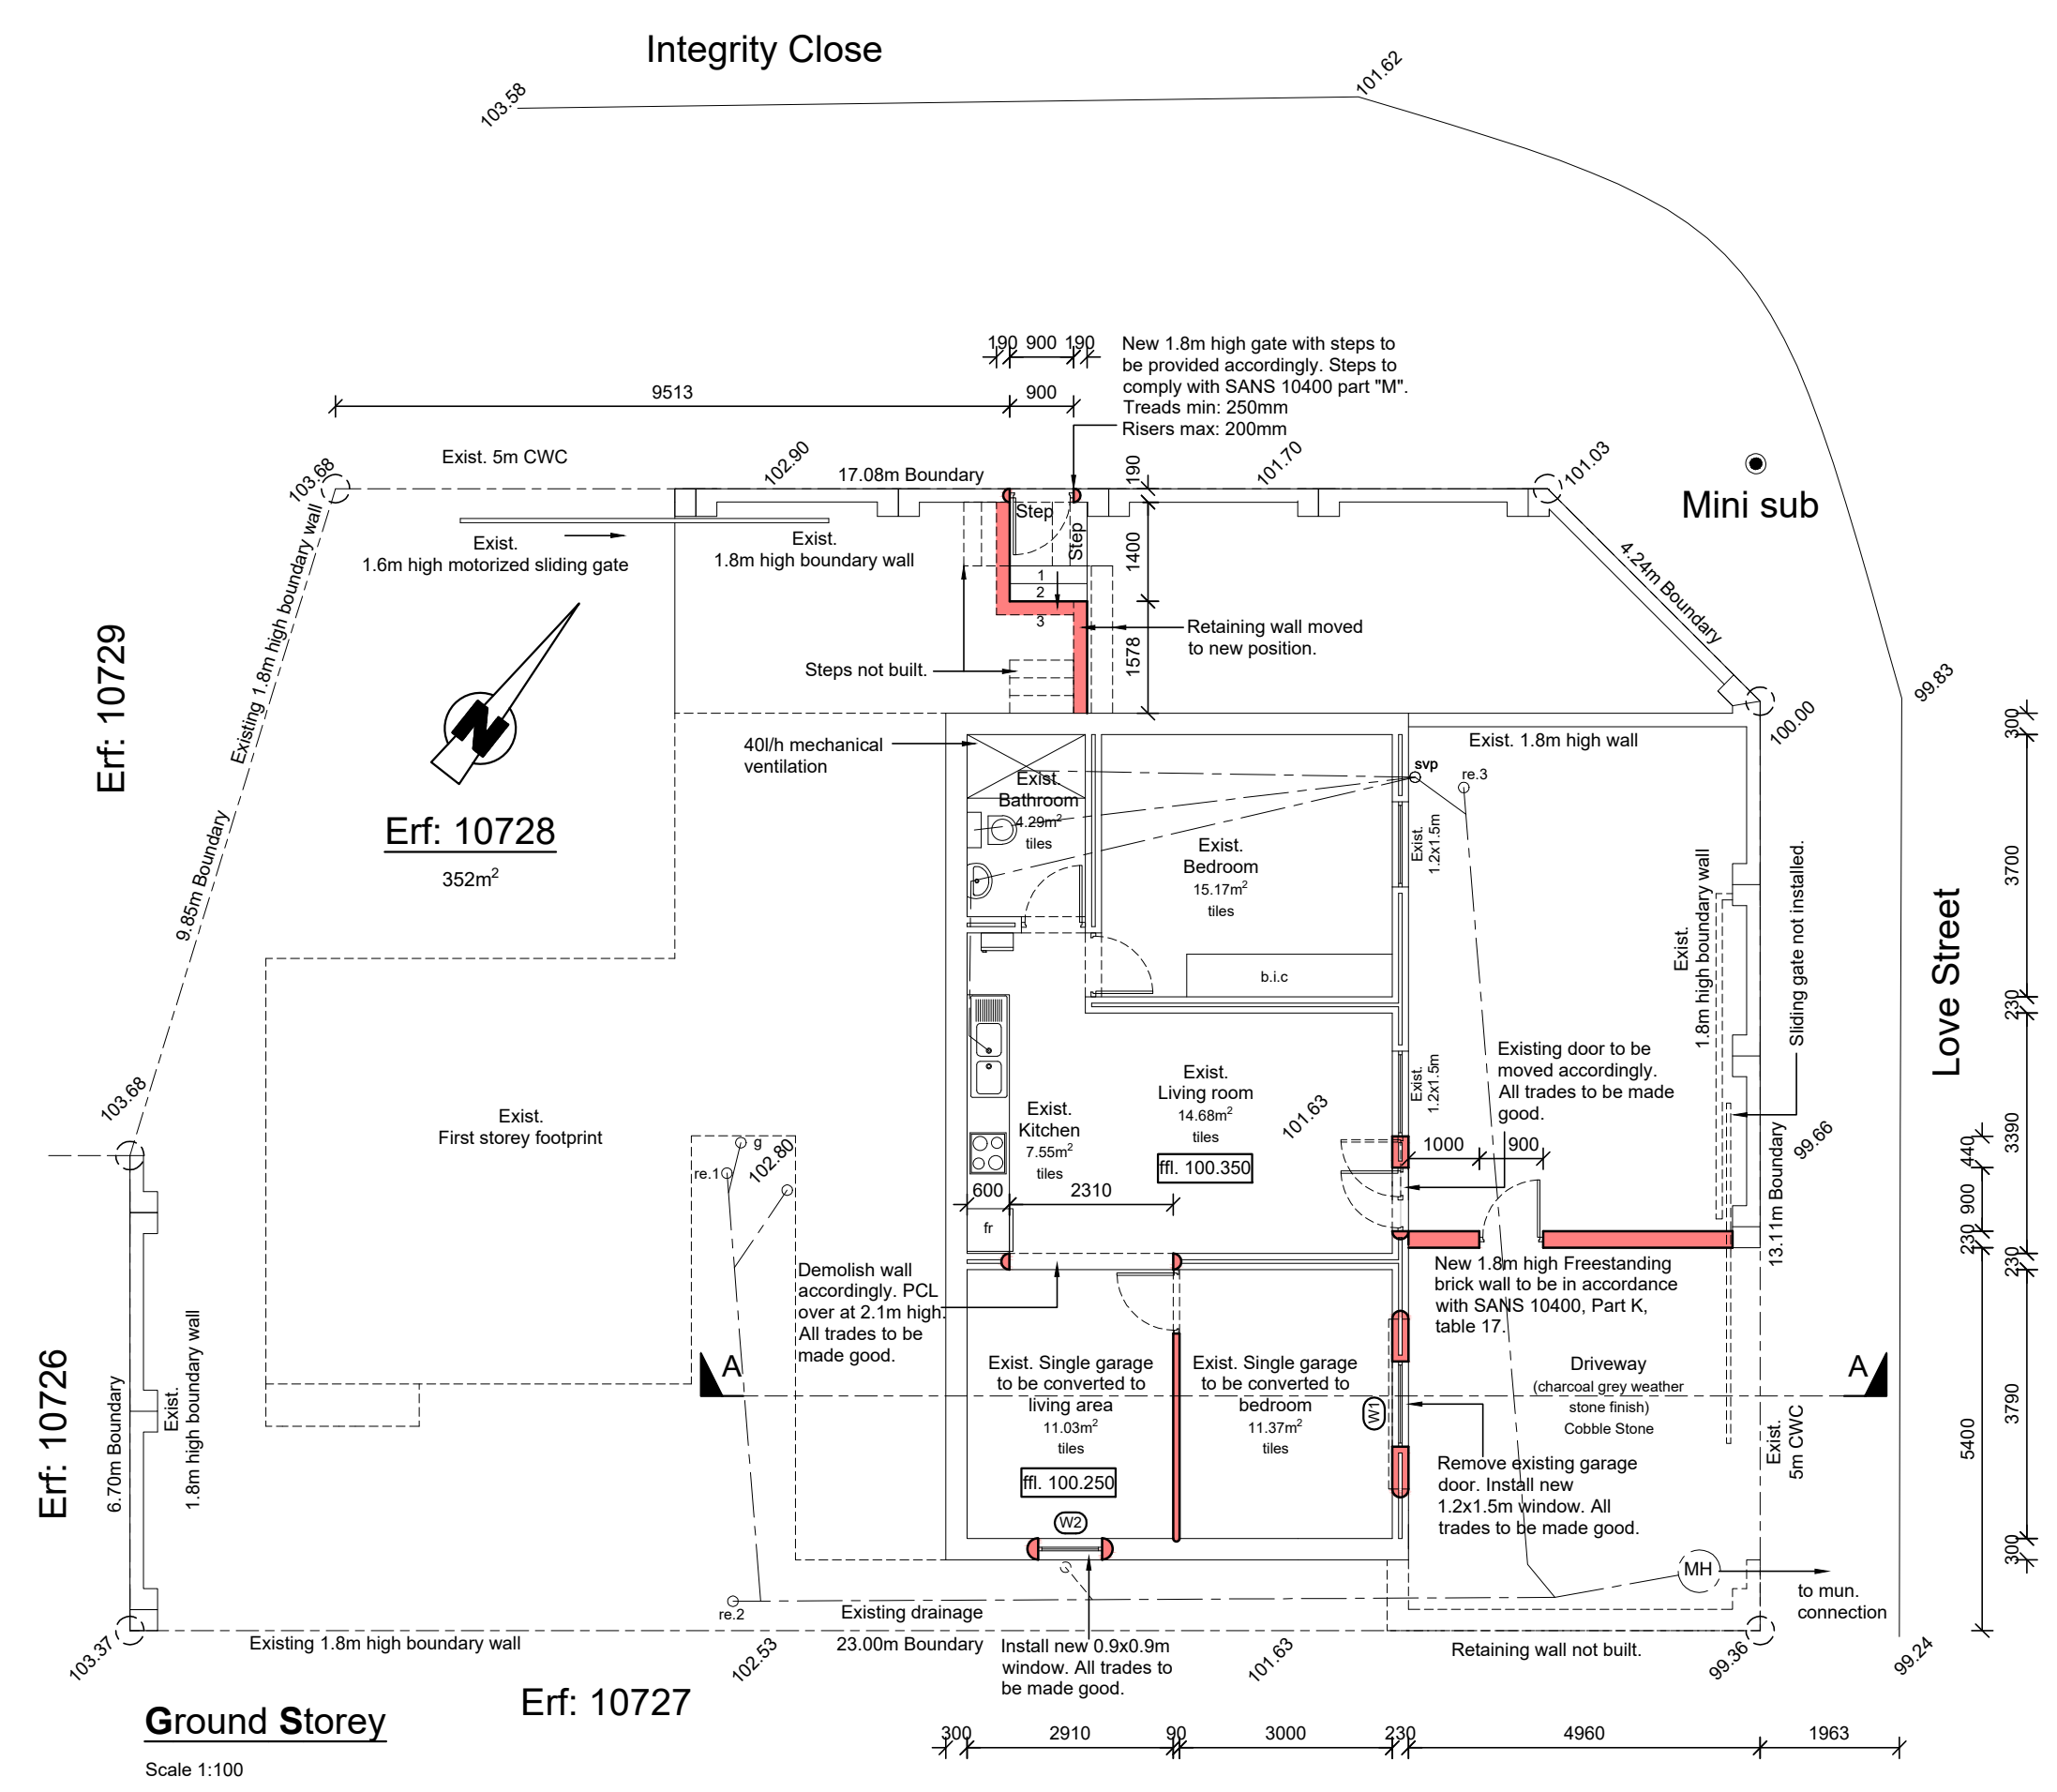 Integrity Close
103.58
101.62
190 900 190
New 1.8m high gate with steps to
be provided accordingly. Steps to
comply with SANS 10400 part "M".
Treads min: 250mm
Risers max: 200mm
9513
900
Exist. 5m CWC
103.68
102.90
17.08m Boundary
190
101.70
101.03
Mini sub
Exist.
1.6m high motorized sliding gate
Exist.
1.8m high boundary wall
Step
Step
1
2
3
1400
1578
Retaining wall moved
to new position.
Steps not built.
4.24m Boundary
Existing 1.8m high boundary wall
9.85m Boundary
Erf: 10729
N
Erf: 10728
352m²
99.83
100.00
300
3700
230
3390
440
900
230
230
3790
5400
300
Love Street
40l/h mechanical
ventilation
Exist.
Bathroom
4.29m²
tiles
Exist.
Bedroom
15.17m²
tiles
b.i.c
svp
re.3
Exist. 1.8m high wall
Exist.
1.2x1.5m
Exist.
1.8m high boundary wall
Sliding gate not installed.
Existing door to be
moved accordingly.
All trades to be made
good.
Exist.
Living room
14.68m²
tiles
ffl. 100.350
101.63
Exist.
1.2x1.5m
Exist.
Kitchen
7.55m²
tiles
600
2310
fr
1000
900
99.66
13.11m Boundary
103.68
Exist.
First storey footprint
g
re.1
102.80
Demolish wall
accordingly. PCL
over at 2.1m high.
All trades to be
made good.
New 1.8m high Freestanding
brick wall to be in accordance
with SANS 10400, Part K,
table 17.
Erf: 10726
6.70m Boundary
Exist.
1.8m high boundary wall
A
A
Exist. Single garage
to be converted to
living area
11.03m²
tiles
ffl. 100.250
W2
Exist. Single garage
to be converted to
bedroom
11.37m²
tiles
W1
Driveway
(charcoal grey weather
stone finish)
Cobble Stone
Exist.
5m CWC
Remove existing garage
door. Install new
1.2x1.5m window. All
trades to be made good.
MH
to mun.
connection
re.2
Existing drainage
103.37
Existing 1.8m high boundary wall
102.53
23.00m Boundary
Install new 0.9x0.9m
window. All trades to
be made good.
101.63
Retaining wall not built.
99.36
99.24
Erf: 10727
Ground Storey
Scale 1:100
300
2910
90
3000
230
4960
1963